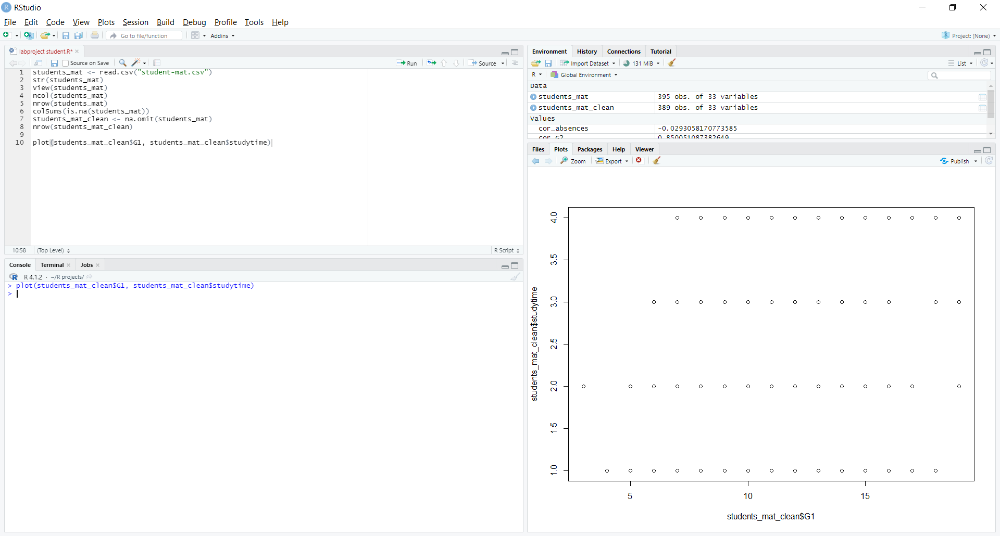 RStudio
File Edit Code View Plots Session Build Debug Profile Tools Help
Go to file/function Addins Project: (None)
labproject student.R*
Source on Save Run Source
1 students_mat <- read.csv("student-mat.csv")
2 str(students_mat)
3 View(students_mat)
4 ncol(students_mat)
5 nrow(students_mat)
6 colSums(is.na(students_mat))
7 students_mat_clean <- na.omit(students_mat)
8 nrow(students_mat_clean)
9
10 plot(students_mat_clean$G1, students_mat_clean$studytime)
10:58 (Top Level) R Script
Console Terminal Jobs
R 4.1.2 · ~/R projects/
> plot(students_mat_clean$G1, students_mat_clean$studytime)
>
Environment History Connections Tutorial
Import Dataset 131 MiB List
R Global Environment
Data
students_mat 395 obs. of 33 variables
students_mat_clean 389 obs. of 33 variables
Values
cor_absences -0.0293058170773585
cor_G2 0.850051087382649
Files Plots Packages Help Viewer
Zoom Export Publish
students_mat_clean$studytime
4.0
3.5
3.0
2.5
2.0
1.5
1.0
5 10 15
students_mat_clean$G1